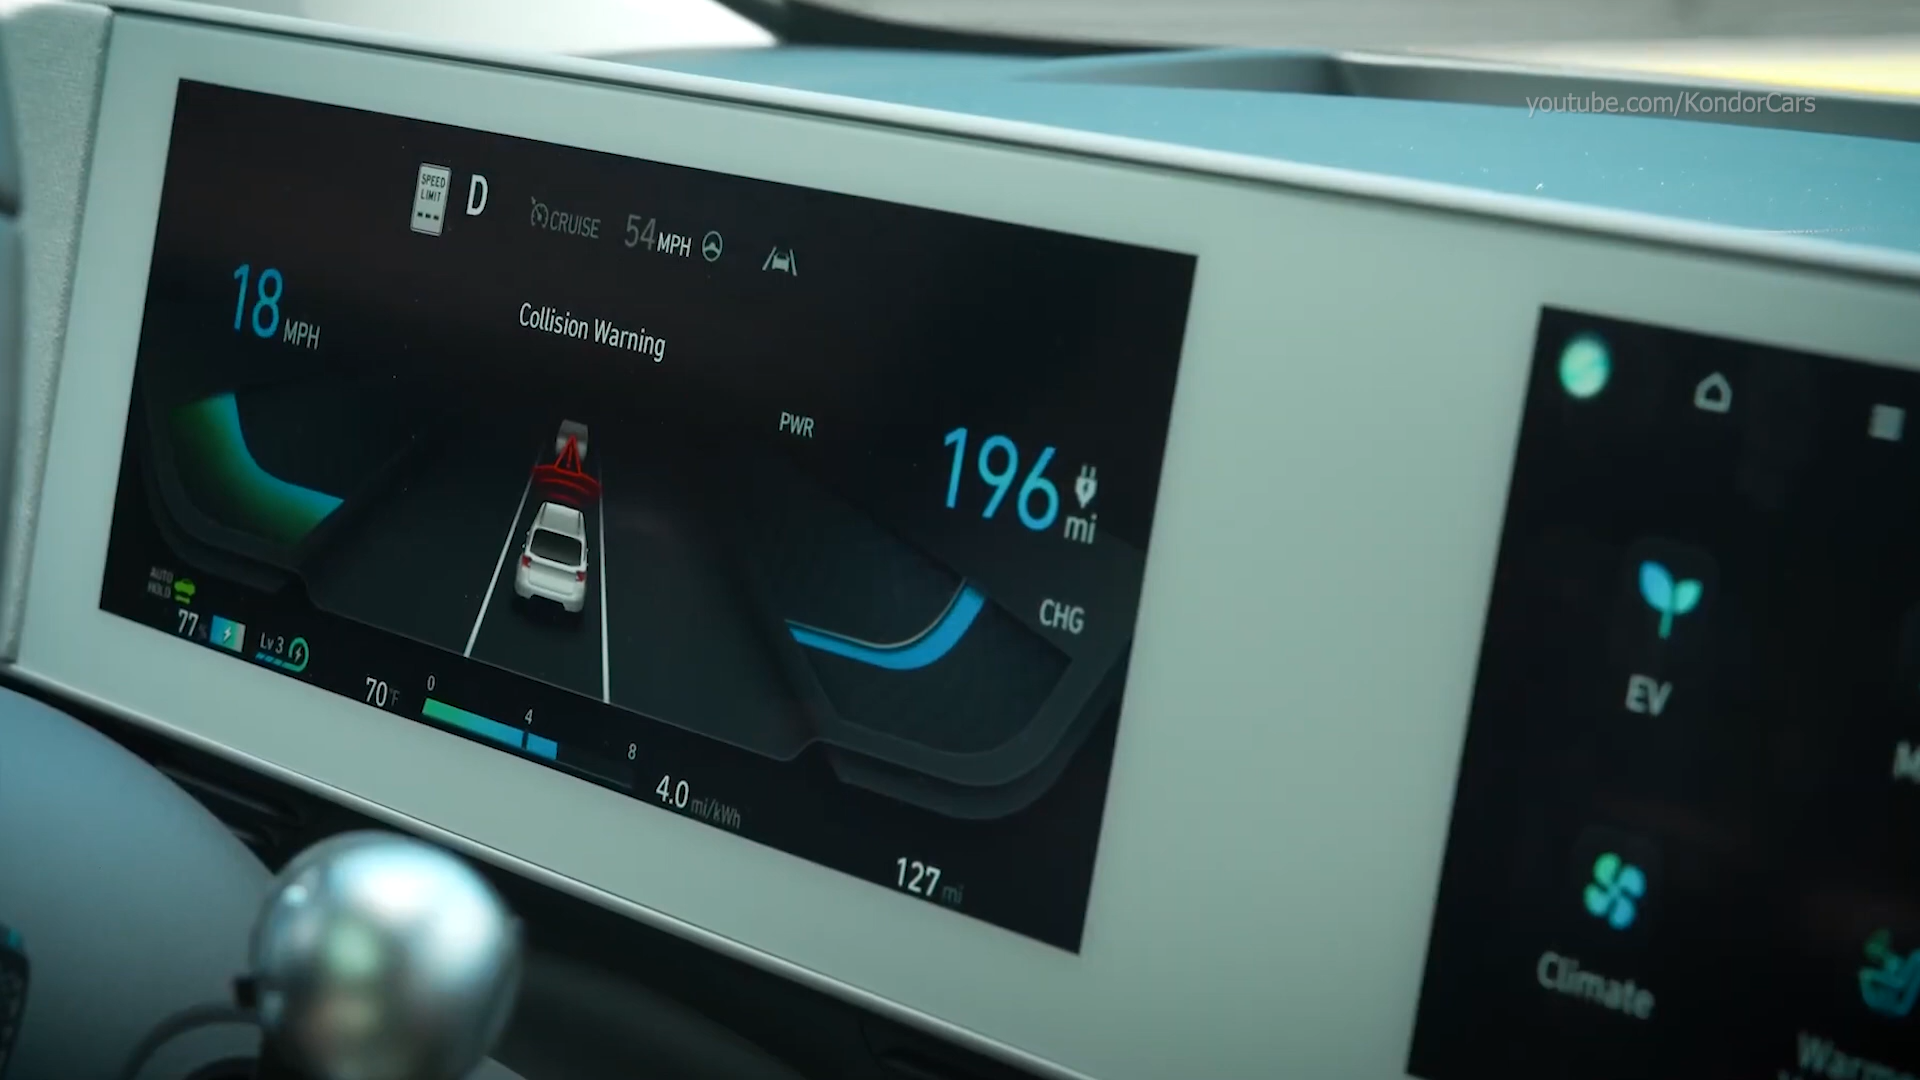 youtube.com/KondorCars
SPEED
LIMIT
---
D
CRUISE
54 MPH
18 MPH
Collision Warning
PWR
196 mi
CHG
AUTO
HOLD
77%
Lv 3
70°F
0
4
8
4.0 mi/kWh
127 mi
EV
Climate